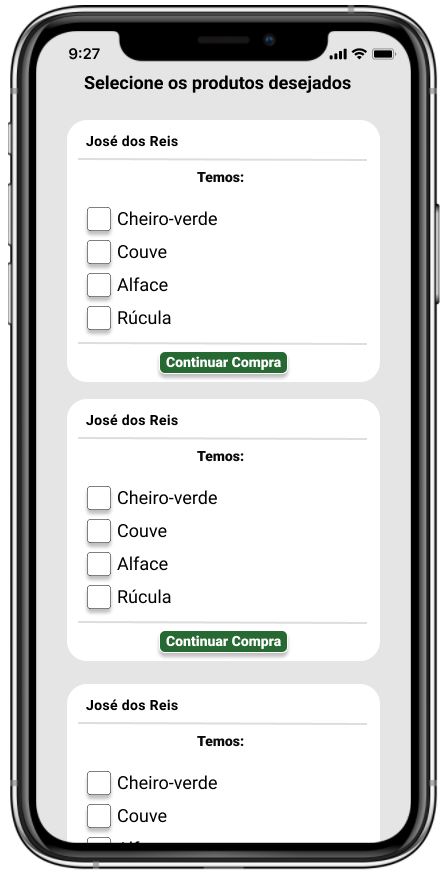 9:27
Selecione os produtos desejados
José dos Reis
Temos:
Cheiro-verde
Couve
Alface
Rúcula
Continuar Compra
José dos Reis
Temos:
Cheiro-verde
Couve
Alface
Rúcula
Continuar Compra
José dos Reis
Temos:
Cheiro-verde
Couve